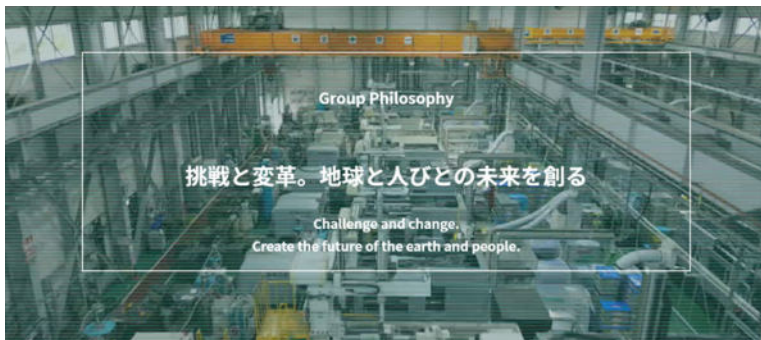 Group Philosophy
挑戦と変革。地球と人びとの未来を創る
Challenge and change.
Create the future of the earth and people.